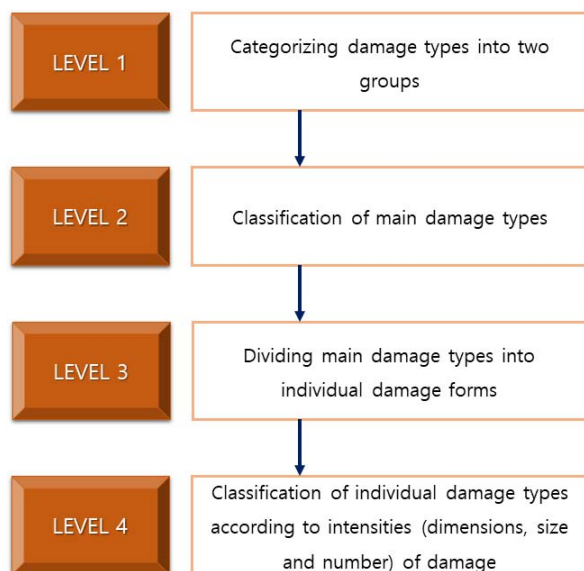 LEVEL 1
Categorizing damage types into two
groups
LEVEL 2
Classification of main damage types
LEVEL 3
Dividing main damage types into
individual damage forms
LEVEL 4
Classification of individual damage types
according to intensities (dimensions, size
and number) of damage